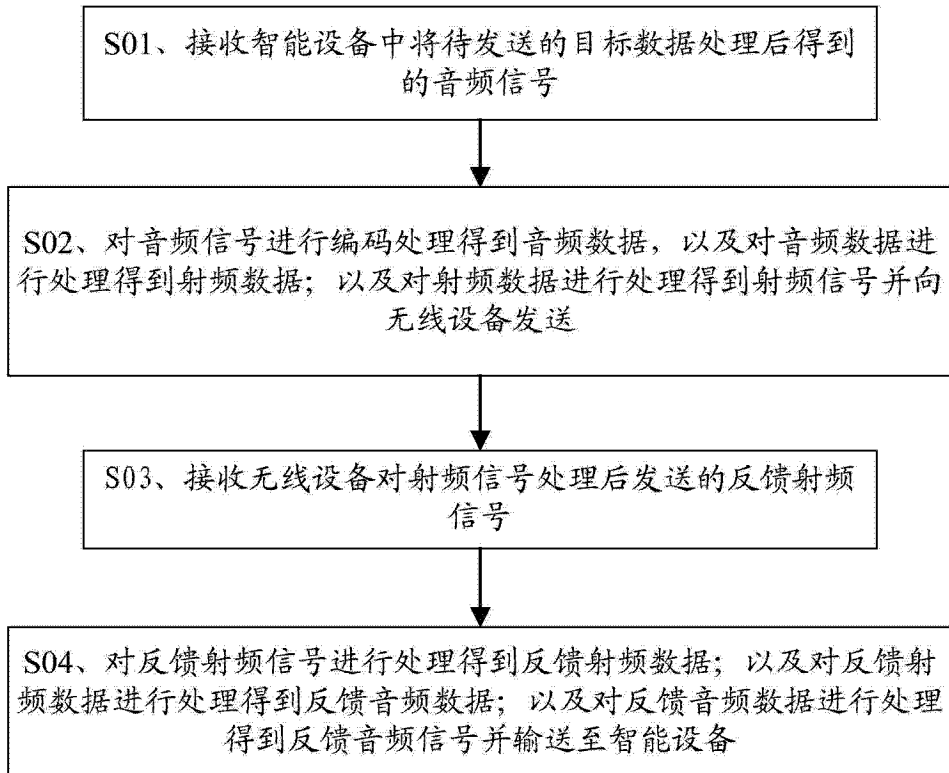 S01、接收智能设备中将待发送的目标数据处理后得到
的音频信号
S02、对音频信号进行编码处理得到音频数据，以及对音频数据进
行处理得到射频数据；以及对射频数据进行处理得到射频信号并向
无线设备发送
S03、接收无线设备对射频信号处理后发送的反馈射频
信号
S04、对反馈射频信号进行处理得到反馈射频数据；以及对反馈射
频数据进行处理得到反馈音频数据；以及对反馈音频数据进行处理
得到反馈音频信号并输送至智能设备